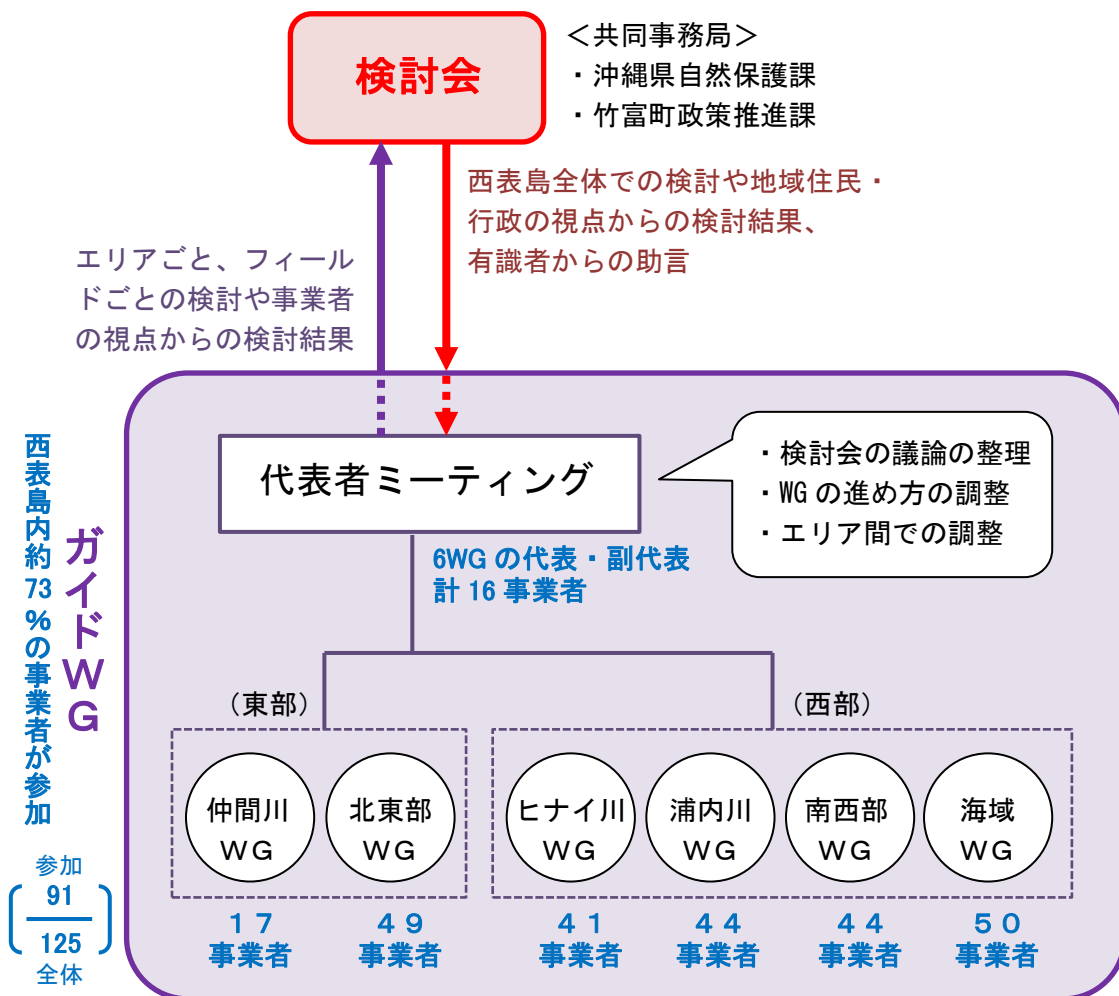 検討会
＜共同事務局＞
・沖縄県自然保護課
・竹富町政策推進課
西表島全体での検討や地域住民・
行政の視点からの検討結果、
有識者からの助言
エリアごと、フィール
ドごとの検討や事業者
の視点からの検討結果
代表者ミーティング
・検討会の議論の整理
・WG の進め方の調整
・エリア間での調整
6WG の代表・副代表
計 16 事業者
ガイドＷＧ
西表島内約 73 %の事業者が参加
参加
91
125
全体
（東部）
（西部）
仲間川
ＷＧ
北東部
ＷＧ
ヒナイ川
ＷＧ
浦内川
ＷＧ
南西部
ＷＧ
海域
ＷＧ
１７
事業者
４９
事業者
４１
事業者
４４
事業者
４４
事業者
５０
事業者